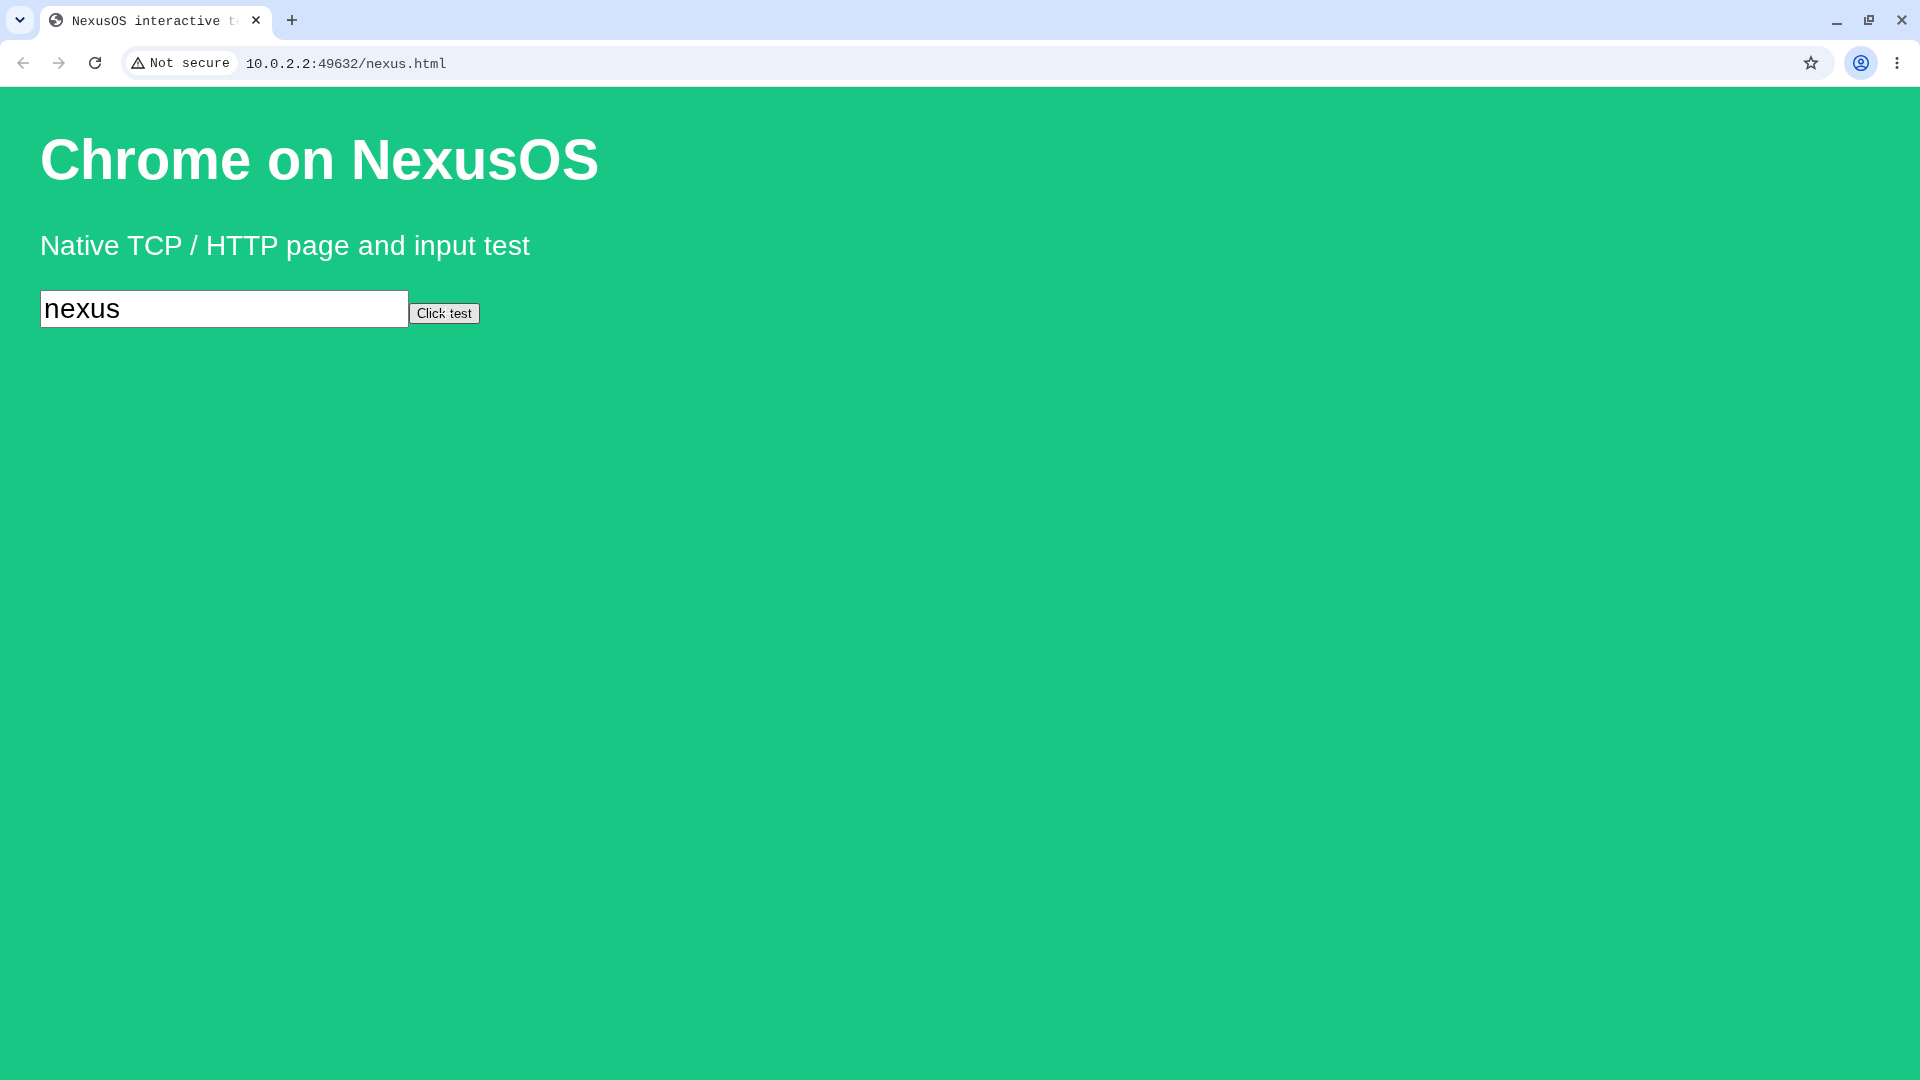 NexusOS interactive
Not secure
10.0.2.2:49632/nexus.html
Chrome on NexusOS
Native TCP / HTTP page and input test
nexus
Click test